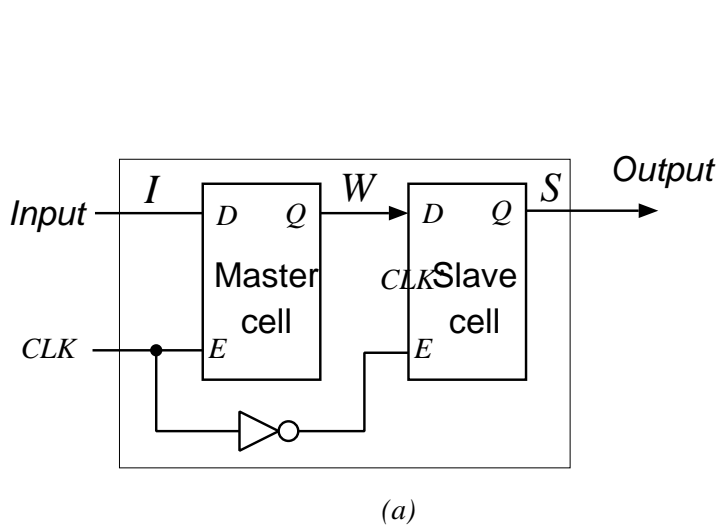 Output
I W S
Input D Q D Q
Master CLK' Slave
cell cell
CLK E E
(a)